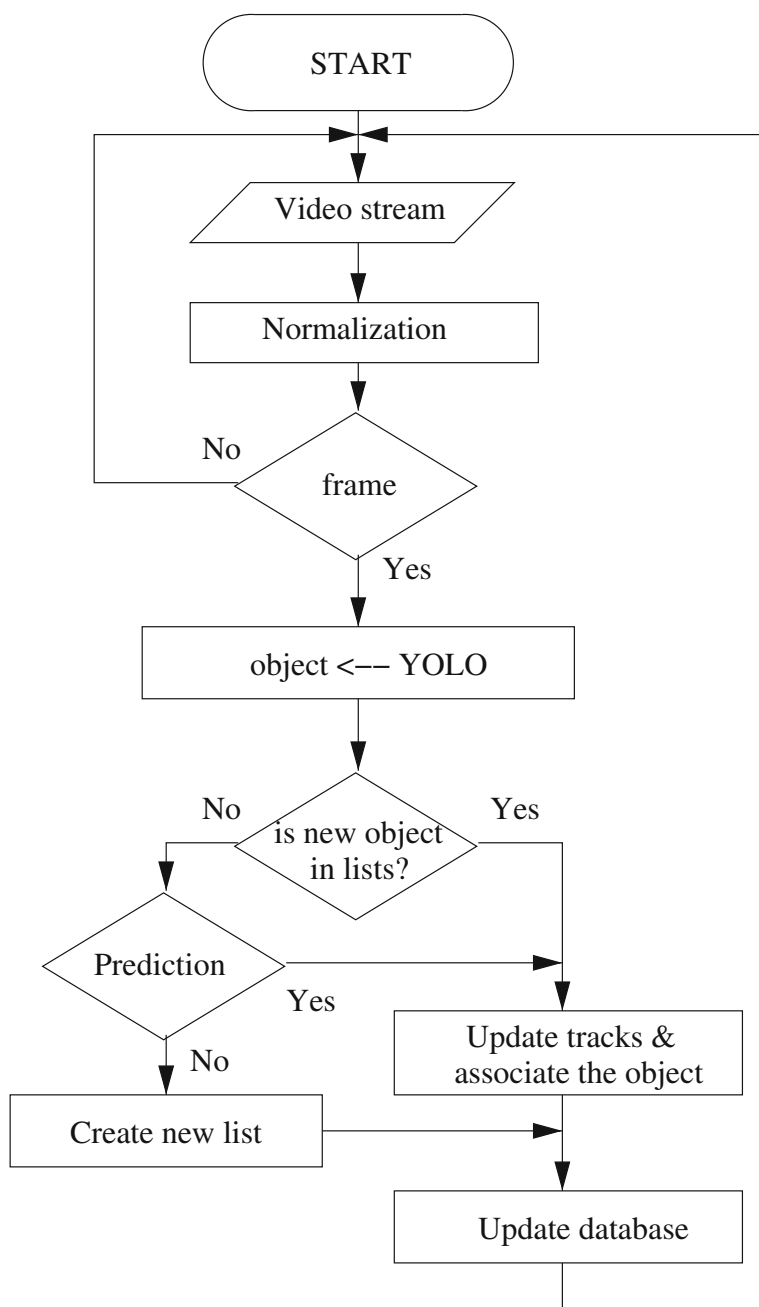 START
Video stream
Normalization
No
frame
Yes
object <-- YOLO
No
Yes
is new object
in lists?
Prediction
Yes
No
Update tracks &
associate the object
Create new list
Update database